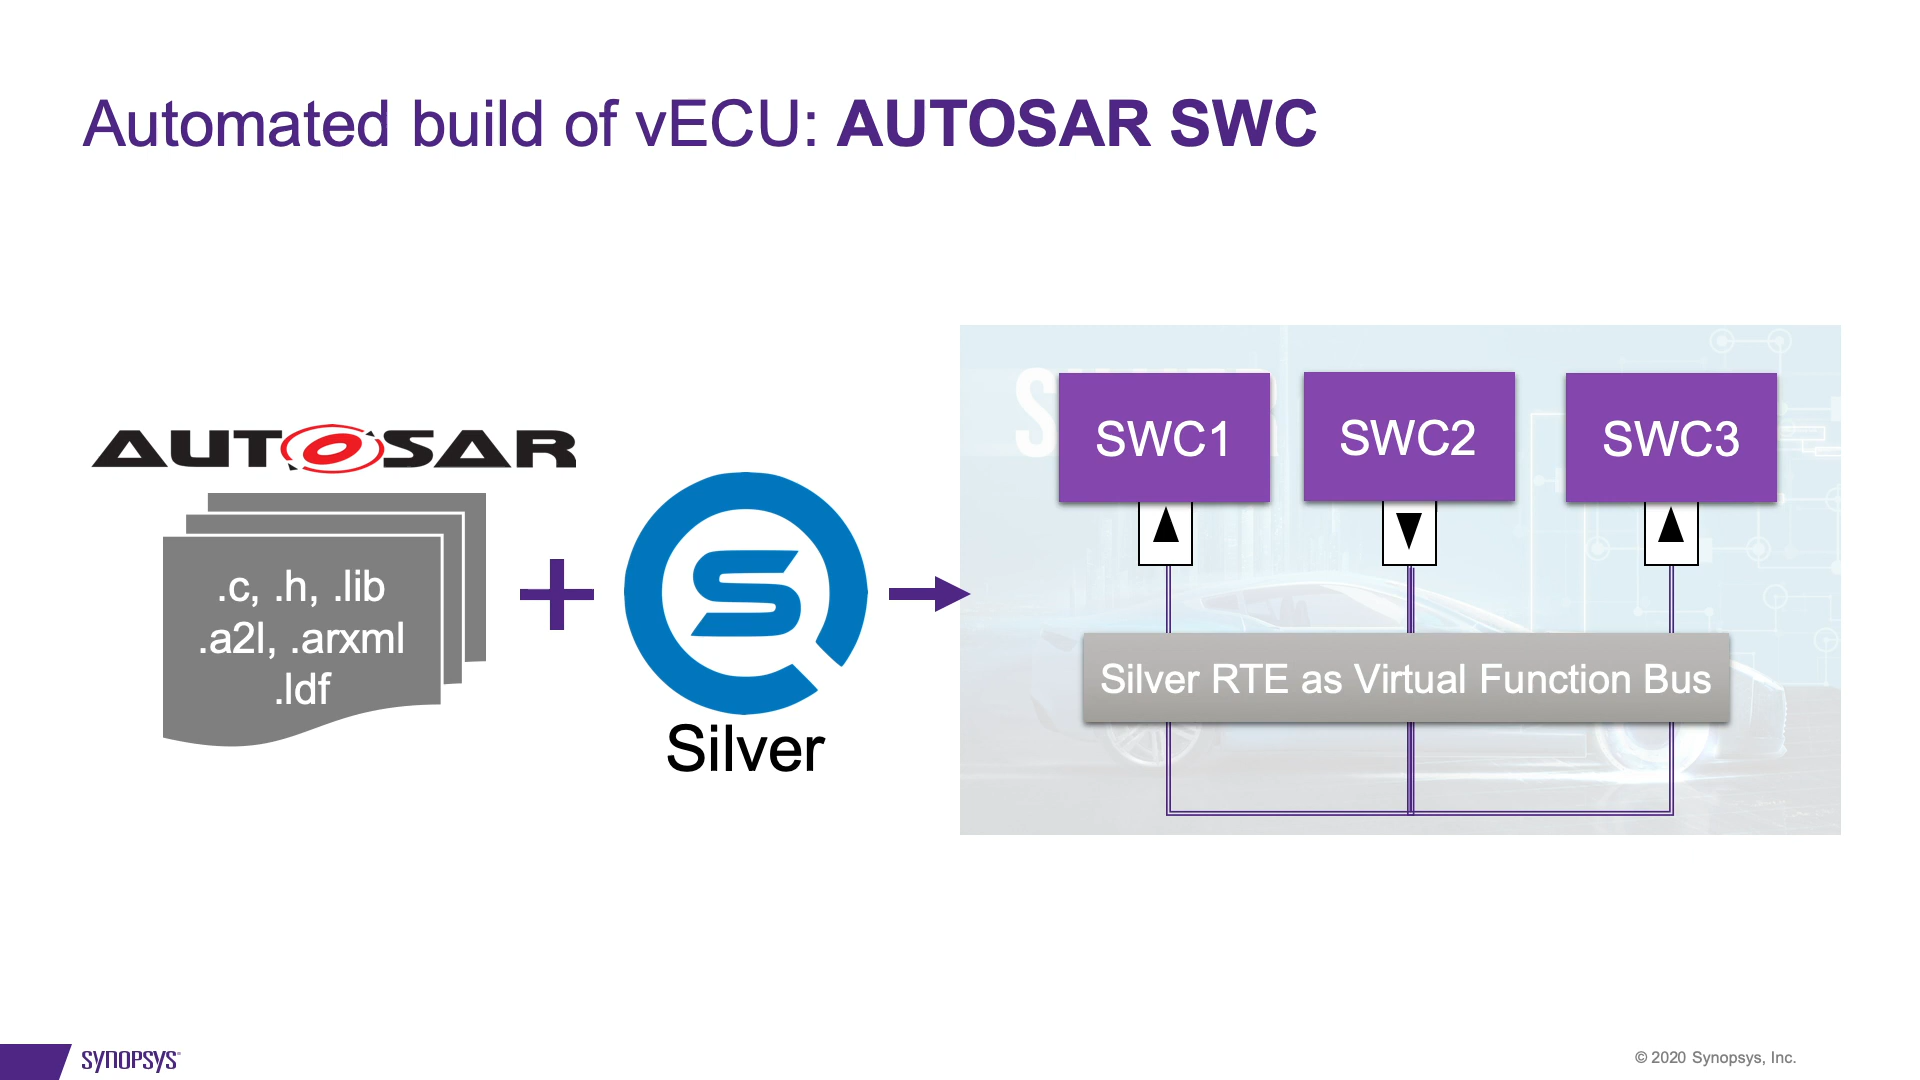 Automated build of vECU: AUTOSAR SWC
AUTOSAR
.c, .h, .lib
.a2l, .arxml
.ldf
Silver
SWC1
SWC2
SWC3
Silver RTE as Virtual Function Bus
SYNOPSYS
© 2020 Synopsys, Inc.